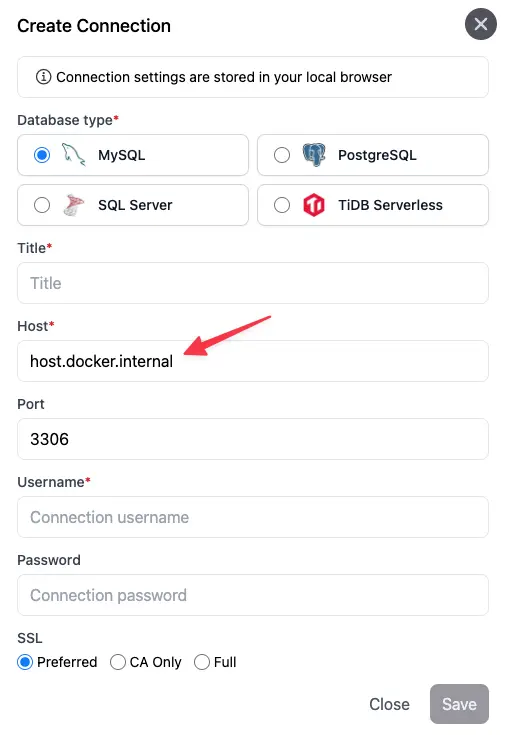 Create Connection
Connection settings are stored in your local browser
Database type*
MySQL
PostgreSQL
SQL Server
TiDB Serverless
Title*
Title
Host*
host.docker.internal
Port
3306
Username*
Connection username
Password
Connection password
SSL
Preferred CA Only Full
Close Save